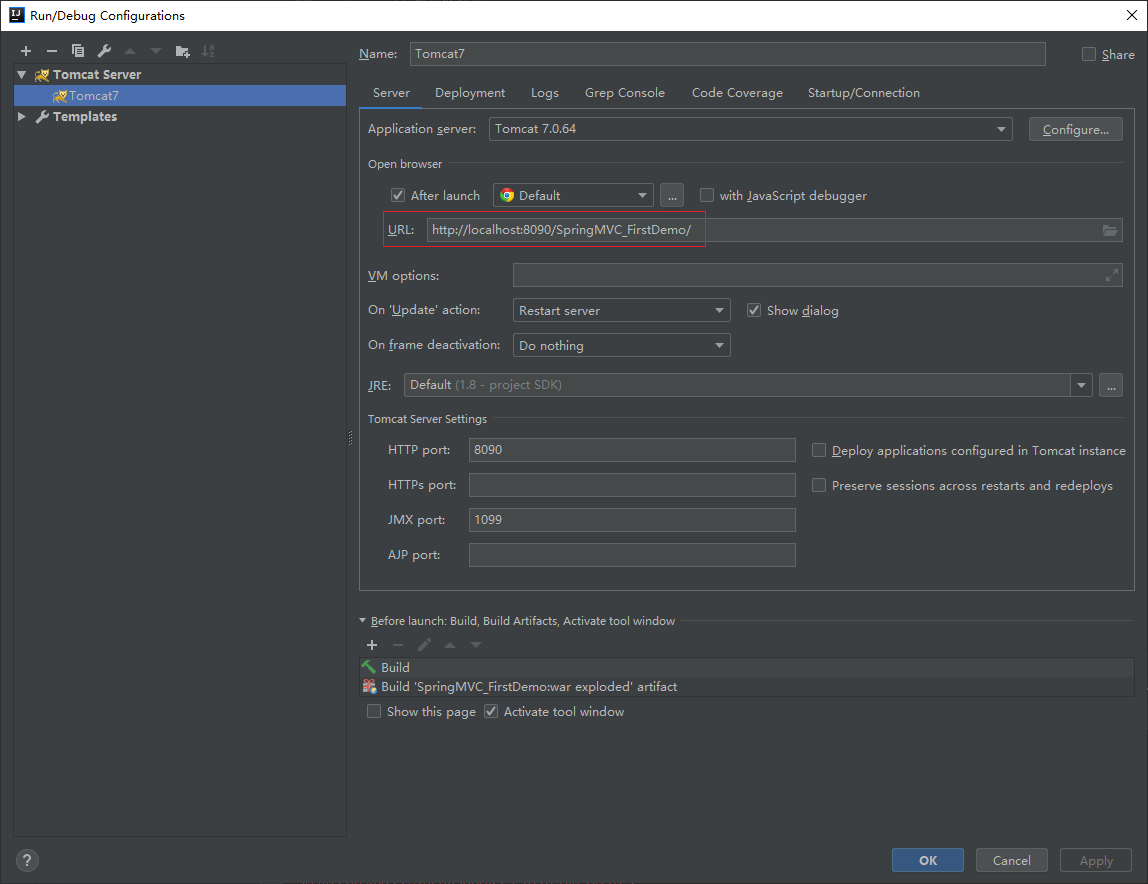 Run/Debug Configurations
Tomcat Server
Tomcat7
Templates
Name: Tomcat7 Share
Server Deployment Logs Grep Console Code Coverage Startup/Connection
Application server: Tomcat 7.0.64 Configure...
Open browser
After launch Default ... with JavaScript debugger
URL: http://localhost:8090/SpringMVC_FirstDemo/
VM options:
On 'Update' action: Restart server Show dialog
On frame deactivation: Do nothing
JRE: Default (1.8 - project SDK) ...
Tomcat Server Settings
HTTP port: 8090 Deploy applications configured in Tomcat instance
HTTPs port: Preserve sessions across restarts and redeploys
JMX port: 1099
AJP port:
Before launch: Build, Build Artifacts, Activate tool window
Build
Build 'SpringMVC_FirstDemo:war exploded' artifact
Show this page Activate tool window
? OK Cancel Apply